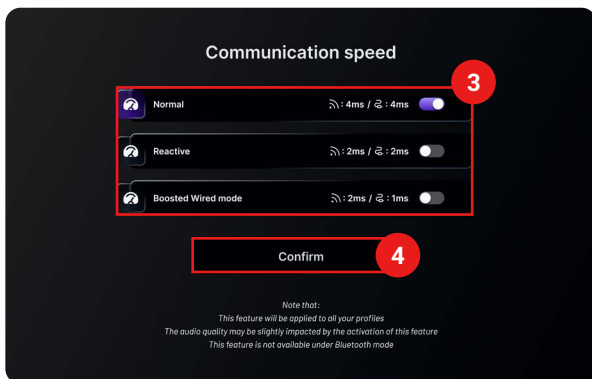 Communication speed
3
Normal : 4ms / : 4ms
Reactive : 2ms / : 2ms
Boosted Wired mode : 2ms / : 1ms
Confirm 4
Note that:
This feature will be applied to all your profiles
The audio quality may be slightly impacted by the activation of this feature
This feature is not available under Bluetooth mode